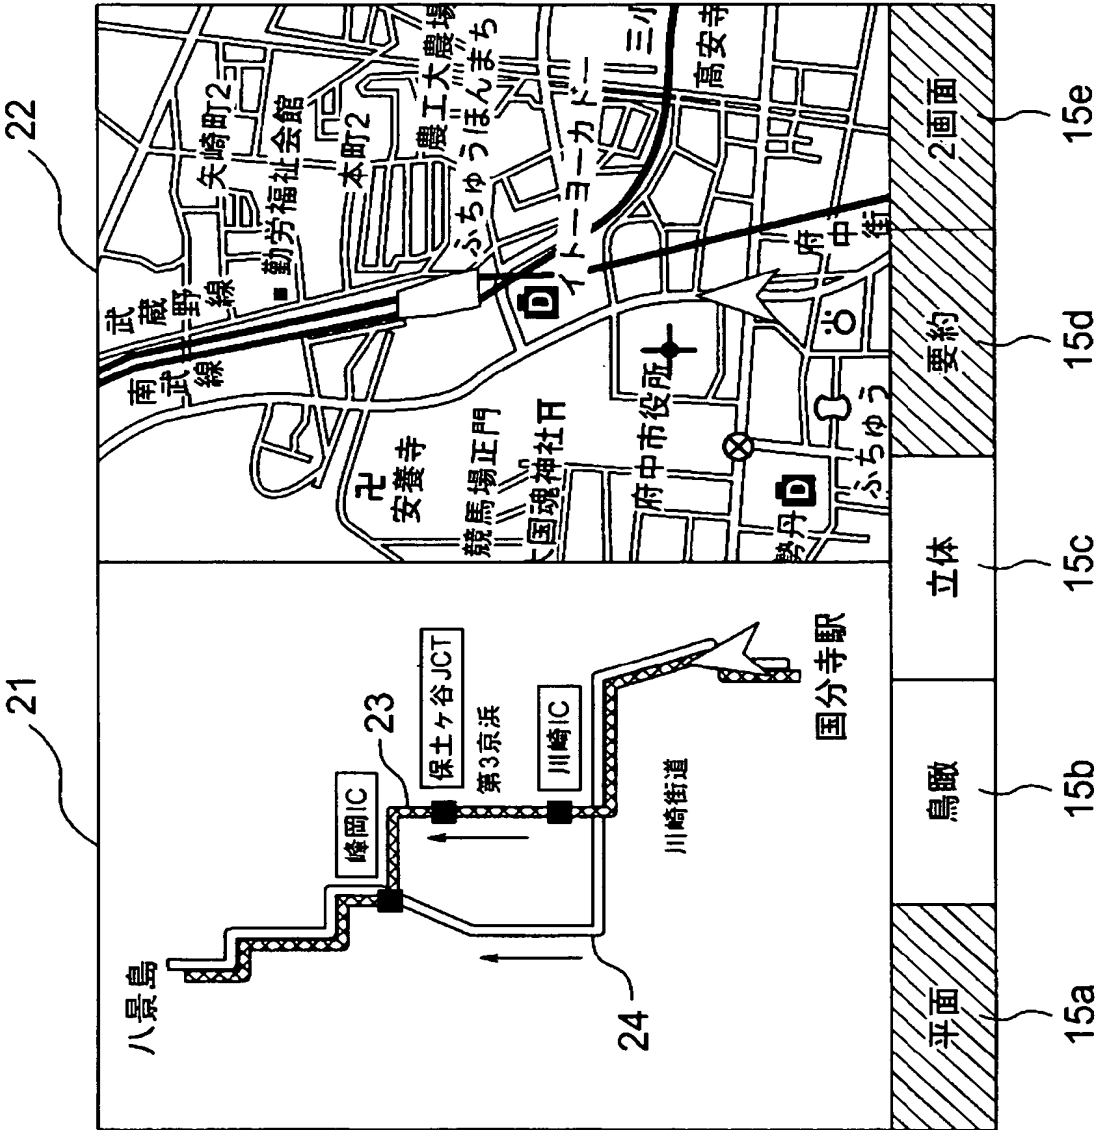 21
22
八景島
峰岡IC
保土ヶ谷JCT
23
第3京浜
川崎IC
川崎街道
24
国分寺駅
武蔵野線
南武線
矢崎町2
勤労福祉会館
本町2
農工大農場
ふちゅうほんまち
イトーヨーカドー
三小
高安寺
安養寺
競馬場正門
大国魂神社
府中市役所
府中街
勢丹
ふちゅう
D
D
平面
鳥瞰
立体
要約
2画面
15a
15b
15c
15d
15e